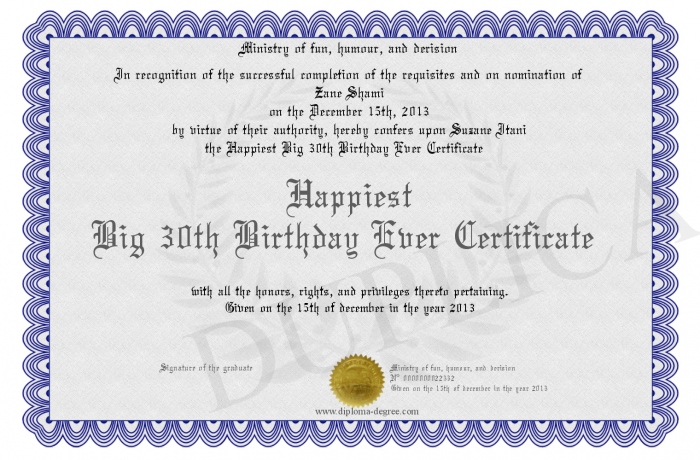 Ministry of fun, humour, and derision
In recognition of the successful completion of the requisites and on nomination of
Zane Shami
on the December 15th, 2013
by virtue of their authority, hereby confers upon Suzane Itani
the Happiest Big 30th Birthday Ever Certificate
Happiest
Big 30th Birthday Ever Certificate
with all the honors, rights, and privileges thereto pertaining.
Given on the 15th of december in the year 2013
DUPLICA
Signature of the graduate
Ministry of fun, humour, and derision
N° 0000000022332
Given on the 15th of december in the year 2013
www.diploma-degree.com